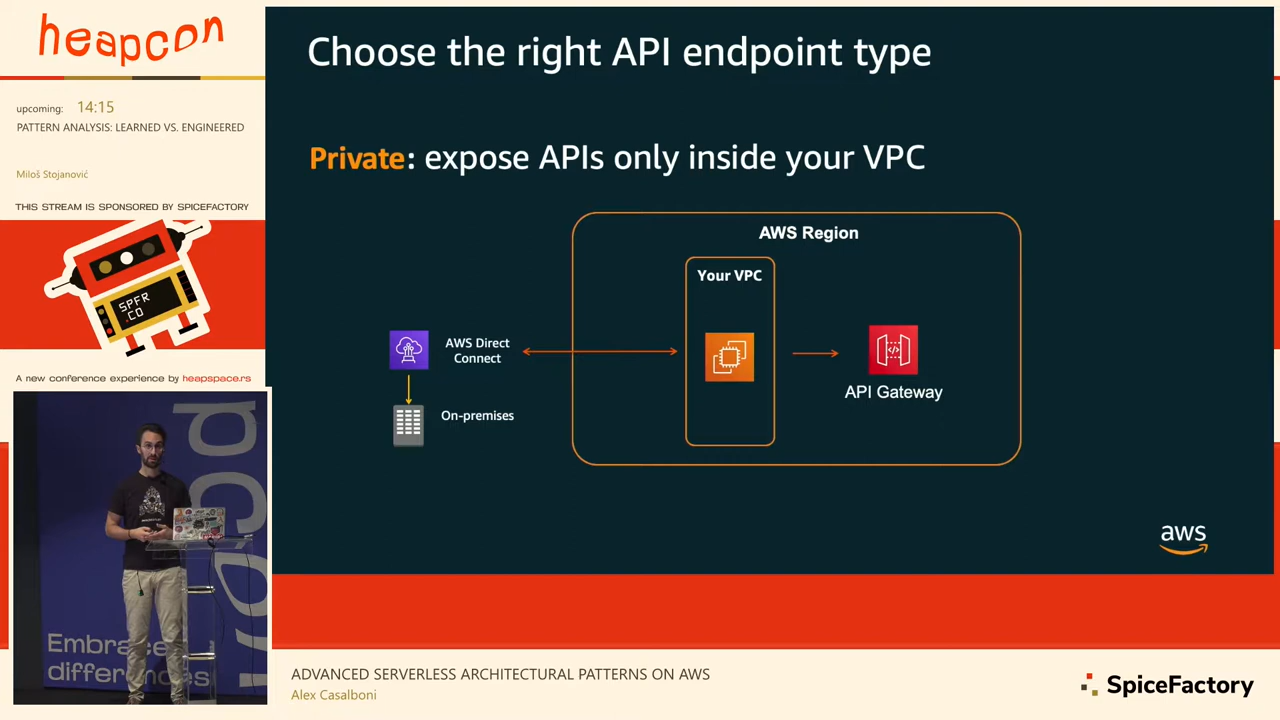 heapcon
upcoming: 14:15
PATTERN ANALYSIS: LEARNED VS. ENGINEERED
Miloš Stojanović
THIS STREAM IS SPONSORED BY SPICEFACTORY
SPFR
.CO
A new conference experience by heapspace.rs
Embrace
differences
Choose the right API endpoint type
Private: expose APIs only inside your VPC
AWS Region
Your VPC
AWS Direct
Connect
On-premises
API Gateway
aws
ADVANCED SERVERLESS ARCHITECTURAL PATTERNS ON AWS
Alex Casalboni
SpiceFactory